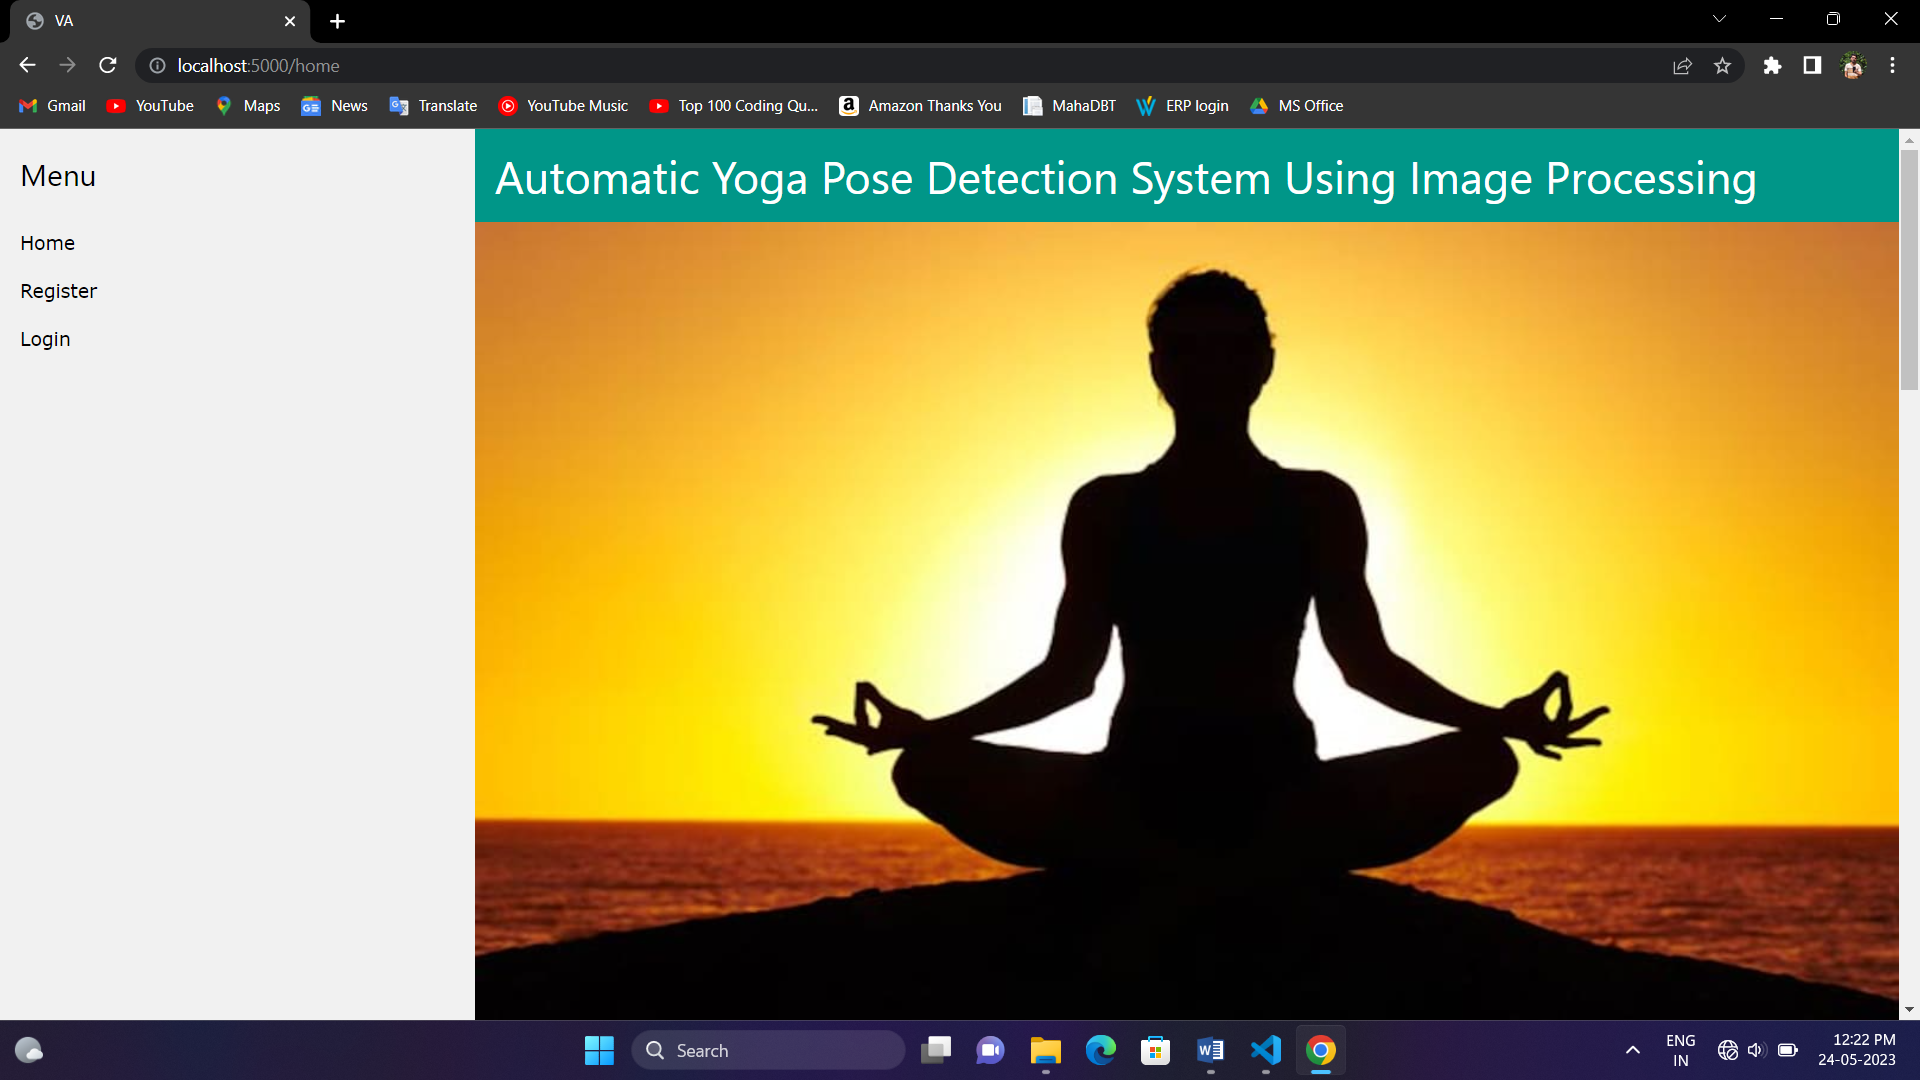 VA
localhost:5000/home
Gmail YouTube Maps News Translate YouTube Music Top 100 Coding Qu... Amazon Thanks You MahaDBT ERP login MS Office
Menu
Home
Register
Login
Automatic Yoga Pose Detection System Using Image Processing
Search
ENG
IN
12:22 PM
24-05-2023